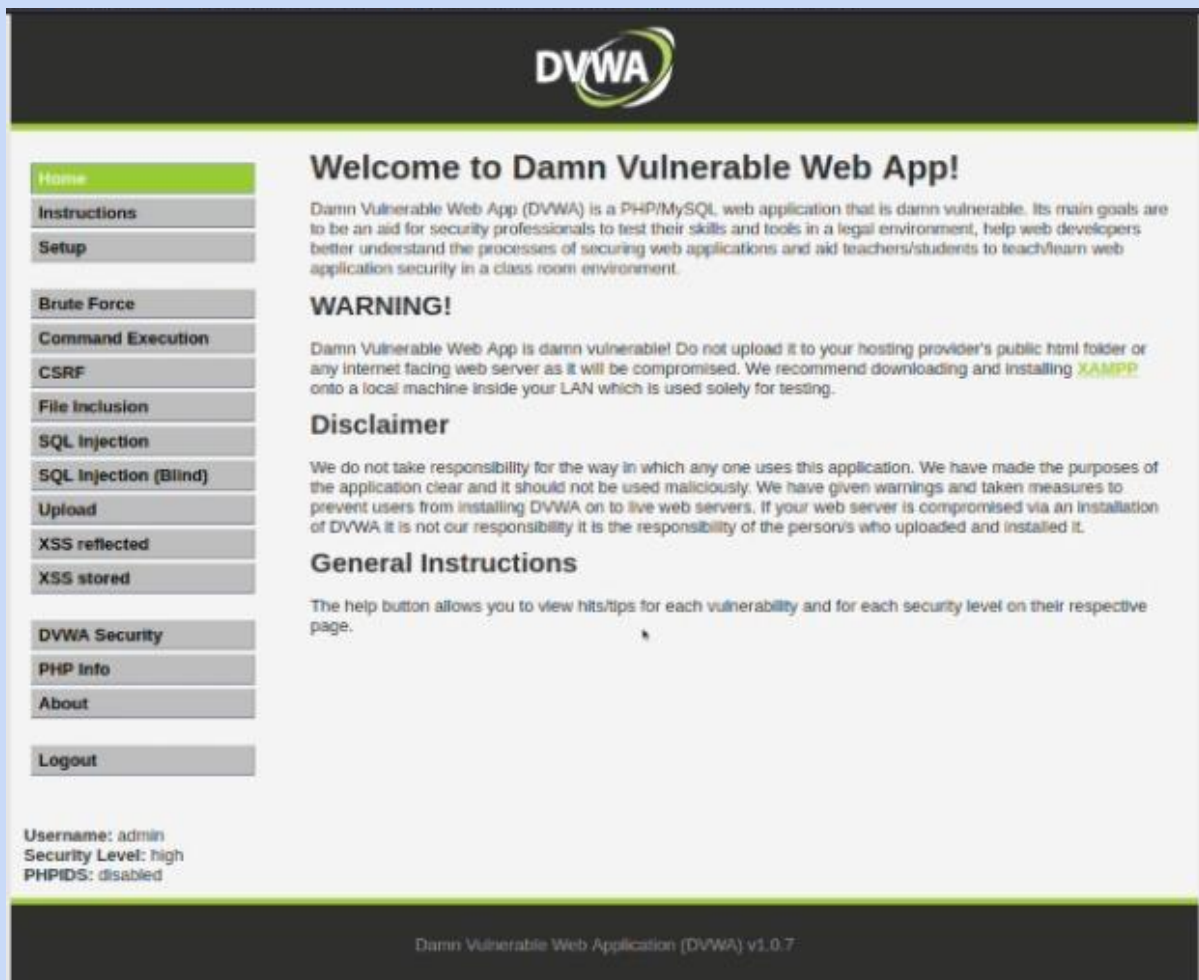 DVWA
Home
Instructions
Setup
Brute Force
Command Execution
CSRF
File Inclusion
SQL Injection
SQL Injection (Blind)
Upload
XSS reflected
XSS stored
DVWA Security
PHP Info
About
Logout
Username: admin
Security Level: high
PHPIDS: disabled
Welcome to Damn Vulnerable Web App!
Damn Vulnerable Web App (DVWA) is a PHP/MySQL web application that is damn vulnerable. Its main goals are
to be an aid for security professionals to test their skills and tools in a legal environment, help web developers
better understand the processes of securing web applications and aid teachers/students to teach/learn web
application security in a class room environment.
WARNING!
Damn Vulnerable Web App is damn vulnerable! Do not upload it to your hosting provider's public html folder or
any internet facing web server as it will be compromised. We recommend downloading and installing XAMPP
onto a local machine inside your LAN which is used solely for testing.
Disclaimer
We do not take responsibility for the way in which any one uses this application. We have made the purposes of
the application clear and it should not be used maliciously. We have given warnings and taken measures to
prevent users from installing DVWA on to live web servers. If your web server is compromised via an installation
of DVWA it is not our responsibility it is the responsibility of the person/s who uploaded and installed it.
General Instructions
The help button allows you to view hits/tips for each vulnerability and for each security level on their respective
page.
Damn Vulnerable Web Application (DVWA) v1.0.7